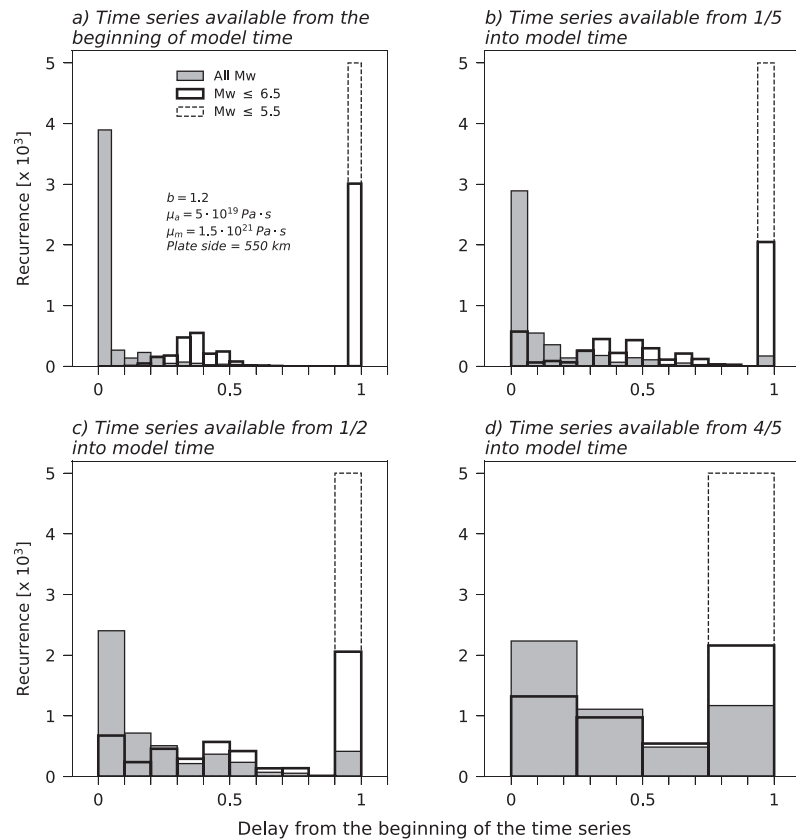 a) Time series available from the
beginning of model time
b) Time series available from 1/5
into model time
5
4
3
2
1
0
Recurrence [x 10³]
All Mw
Mw ≤ 6.5
Mw ≤ 5.5
b = 1.2
μₐ = 5 · 10¹⁹ Pa · s
μₘ = 1.5 · 10²¹ Pa · s
Plate side = 550 km
0 0.5 1
5
4
3
2
1
0
0 0.5 1
c) Time series available from 1/2
into model time
d) Time series available from 4/5
into model time
5
4
3
2
1
0
Recurrence [x 10³]
0 0.5 1
5
4
3
2
1
0
0 0.5 1
Delay from the beginning of the time series